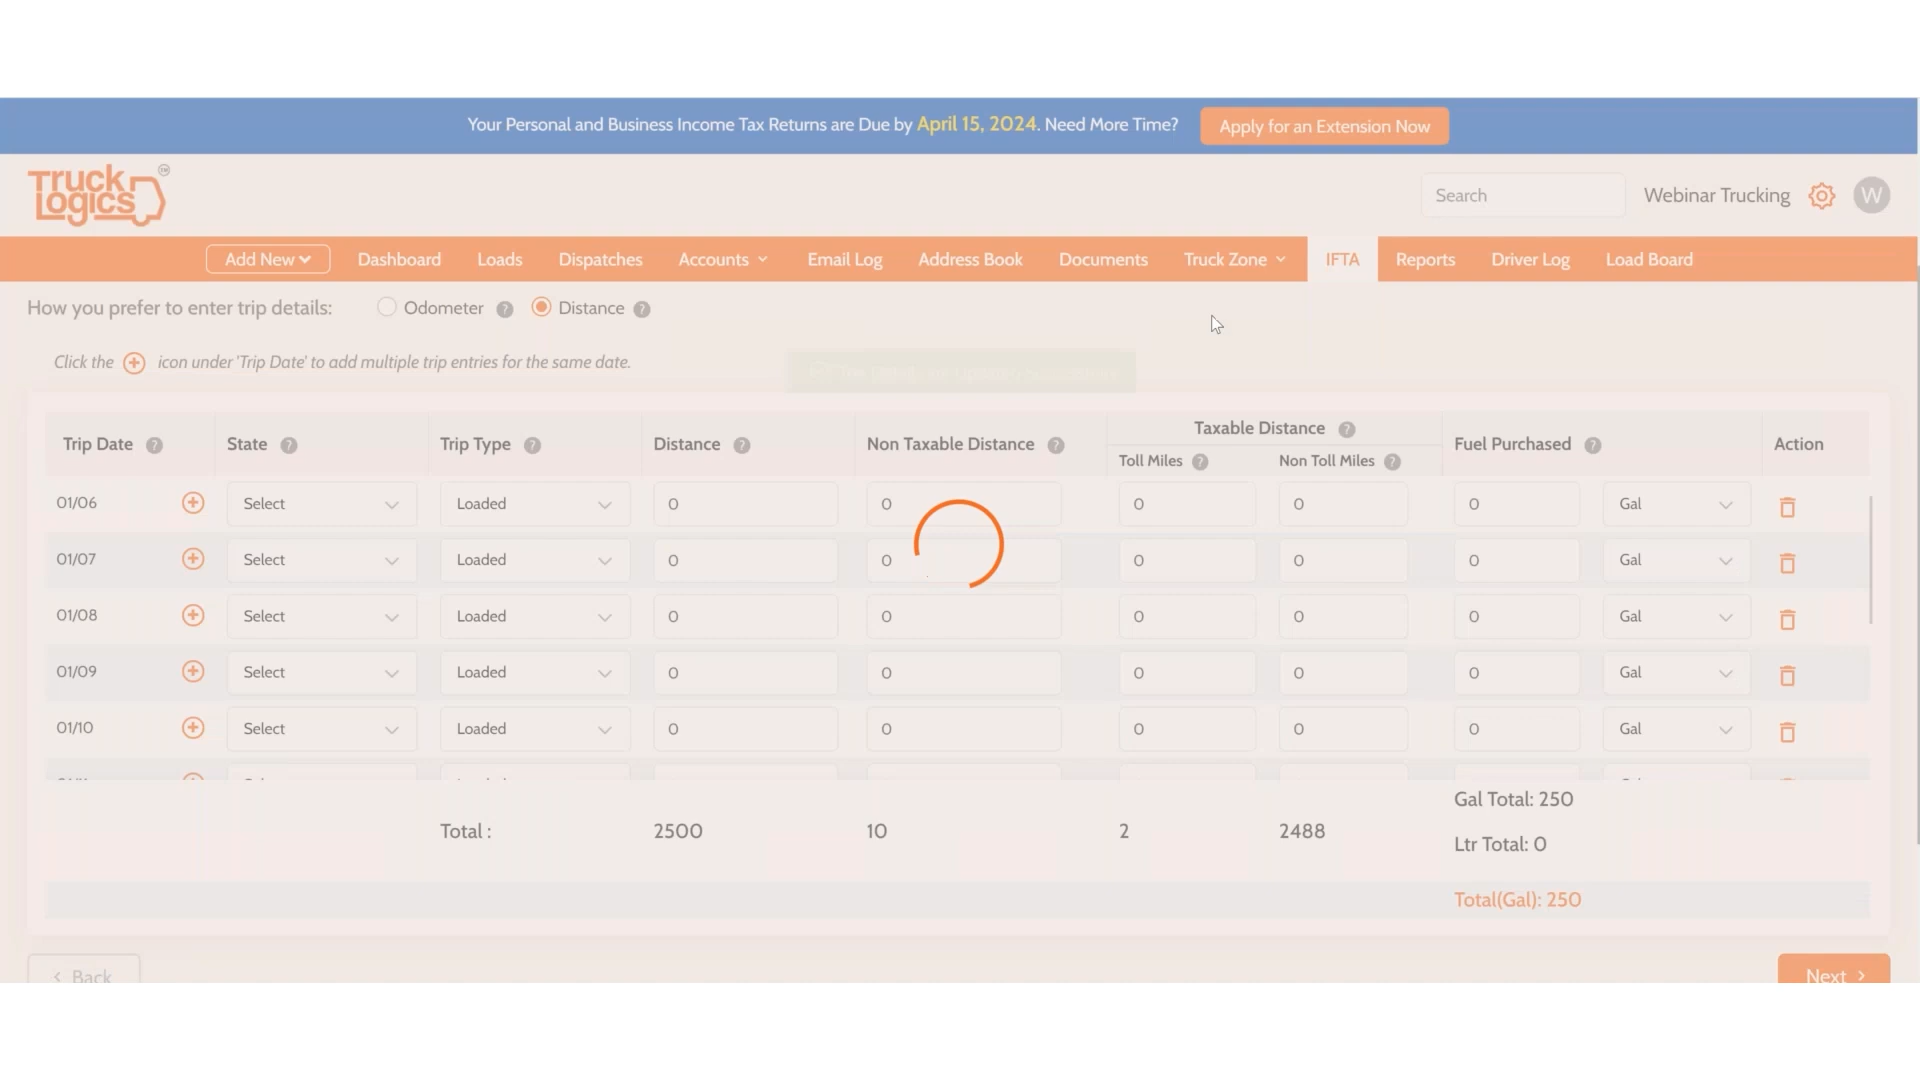 Your Personal and Business Income Tax Returns are Due by April 15, 2024. Need More Time? Apply for an Extension Now
Truck Logics TM
Search Webinar Trucking W
Add New Dashboard Loads Dispatches Accounts Email Log Address Book Documents Truck Zone IFTA Reports Driver Log Load Board
How you prefer to enter trip details: Odometer ? Distance ?
Click the + icon under 'Trip Date' to add multiple trip entries for the same date.
Trip Date ? State ? Trip Type ? Distance ? Non Taxable Distance ? Taxable Distance ? Fuel Purchased ? Action
Toll Miles ? Non Toll Miles ?
01/06 Select Loaded 0 0 0 0 0 Gal
01/07 Select Loaded 0 0 0 0 0 Gal
01/08 Select Loaded 0 0 0 0 0 Gal
01/09 Select Loaded 0 0 0 0 0 Gal
01/10 Select Loaded 0 0 0 0 0 Gal
Gal Total: 250
Total : 2500 10 2 2488
Ltr Total: 0
Total(Gal): 250
< Back Next >